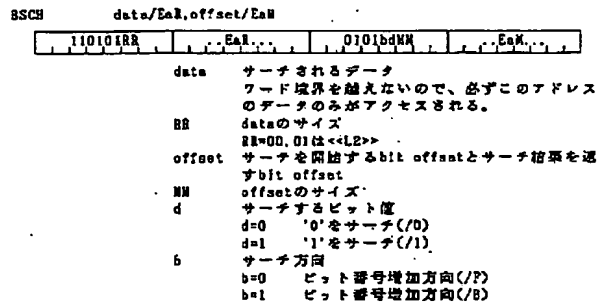 BSCH data/EaR,offset/EaM
110101RR ..EaR... 0101bdMM ..EaM...
data サーチされるデータ
ワード境界を越えないので、必ずこのアドレス
のデータのみがアクセスされる。
RR dataのサイズ
RR=00,01は<<L2>>
offset サーチを開始するbit offsetとサーチ結果を返
すbit offset
MM offsetのサイズ
d サーチするビット値
d=0 '0'をサーチ(/0)
d=1 '1'をサーチ(/1)
b サーチ方向
b=0 ビット番号増加方向(/F)
b=1 ビット番号増加方向(/B)